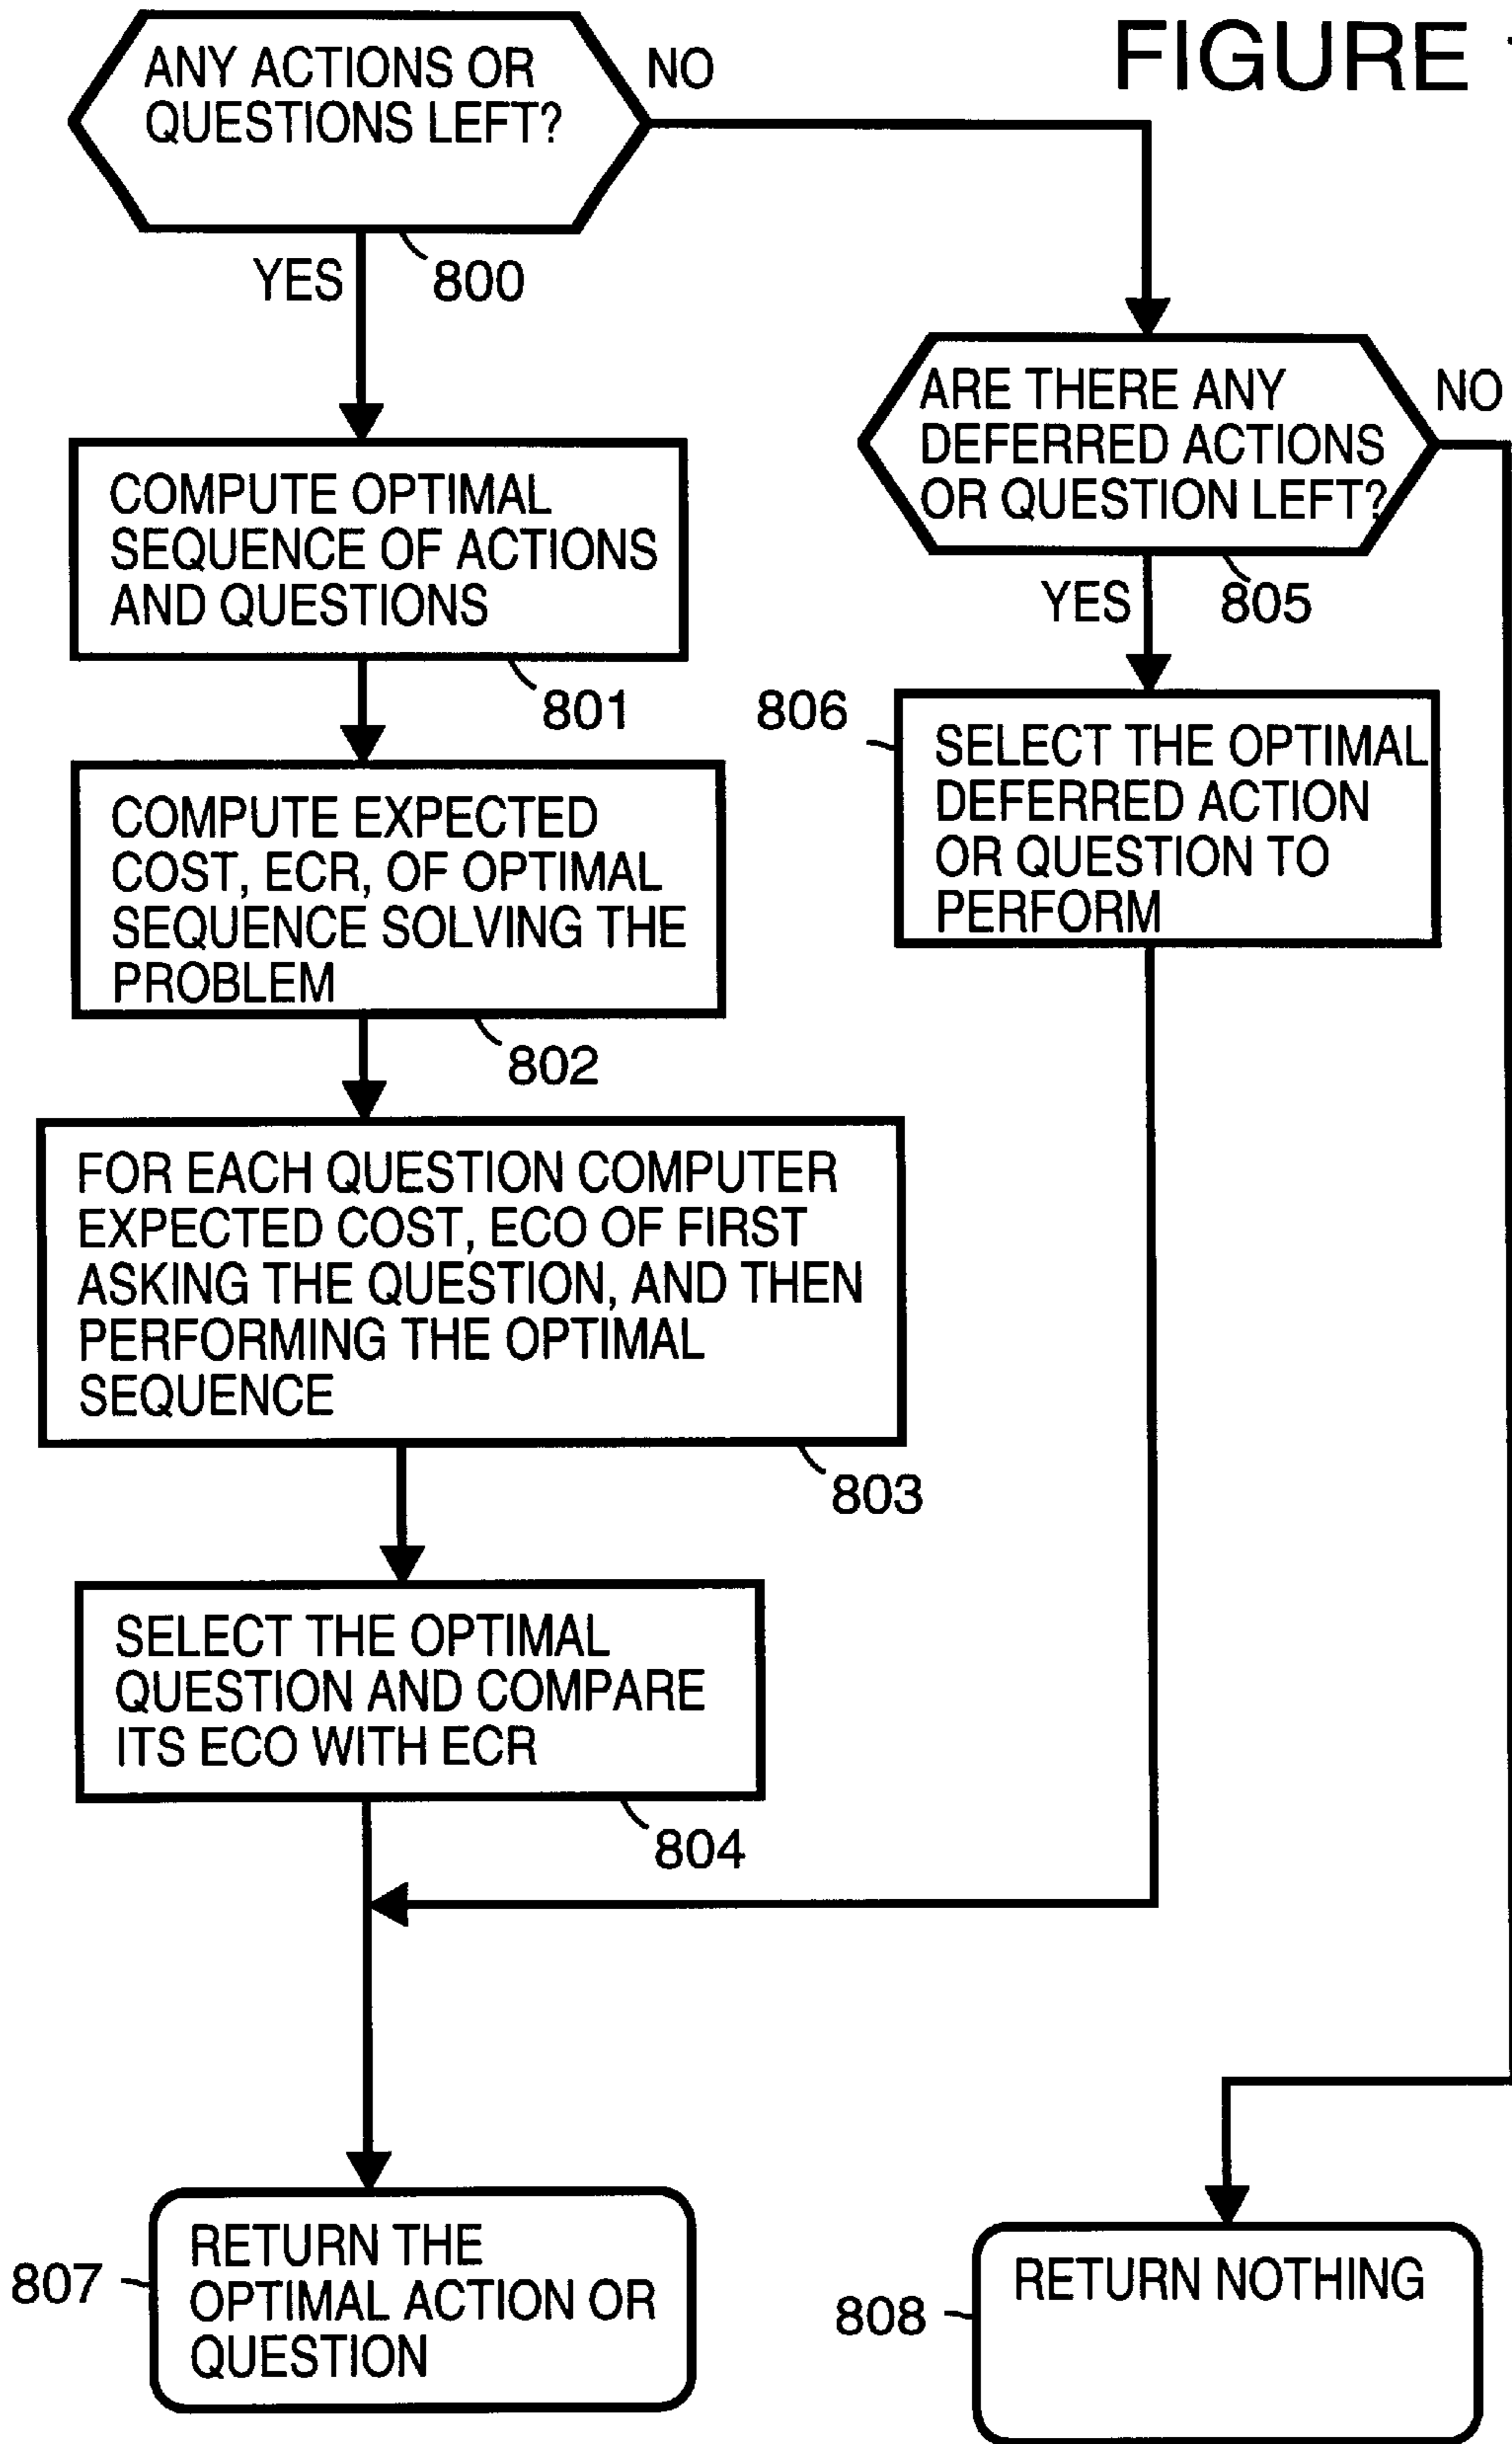 FIGURE
ANY ACTIONS OR
QUESTIONS LEFT?
NO
YES
800
COMPUTE OPTIMAL
SEQUENCE OF ACTIONS
AND QUESTIONS
801
COMPUTE EXPECTED
COST, ECR, OF OPTIMAL
SEQUENCE SOLVING THE
PROBLEM
802
FOR EACH QUESTION COMPUTER
EXPECTED COST, ECO OF FIRST
ASKING THE QUESTION, AND THEN
PERFORMING THE OPTIMAL
SEQUENCE
803
SELECT THE OPTIMAL
QUESTION AND COMPARE
ITS ECO WITH ECR
804
ARE THERE ANY
DEFERRED ACTIONS
OR QUESTION LEFT?
NO
YES
805
806
SELECT THE OPTIMAL
DEFERRED ACTION
OR QUESTION TO
PERFORM
807
RETURN THE
OPTIMAL ACTION OR
QUESTION
808
RETURN NOTHING